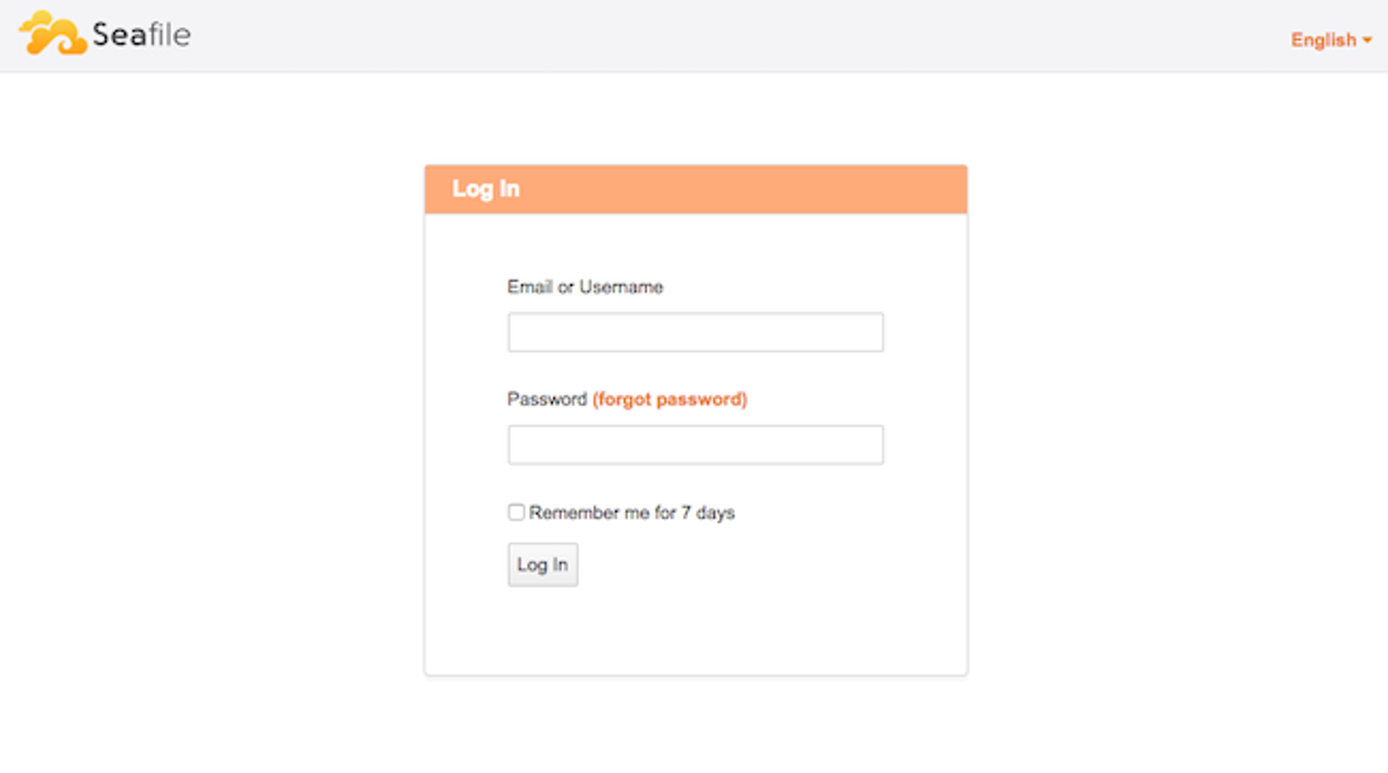 Seafile
English
Log In
Email or Username
Password (forgot password)
Remember me for 7 days
Log In